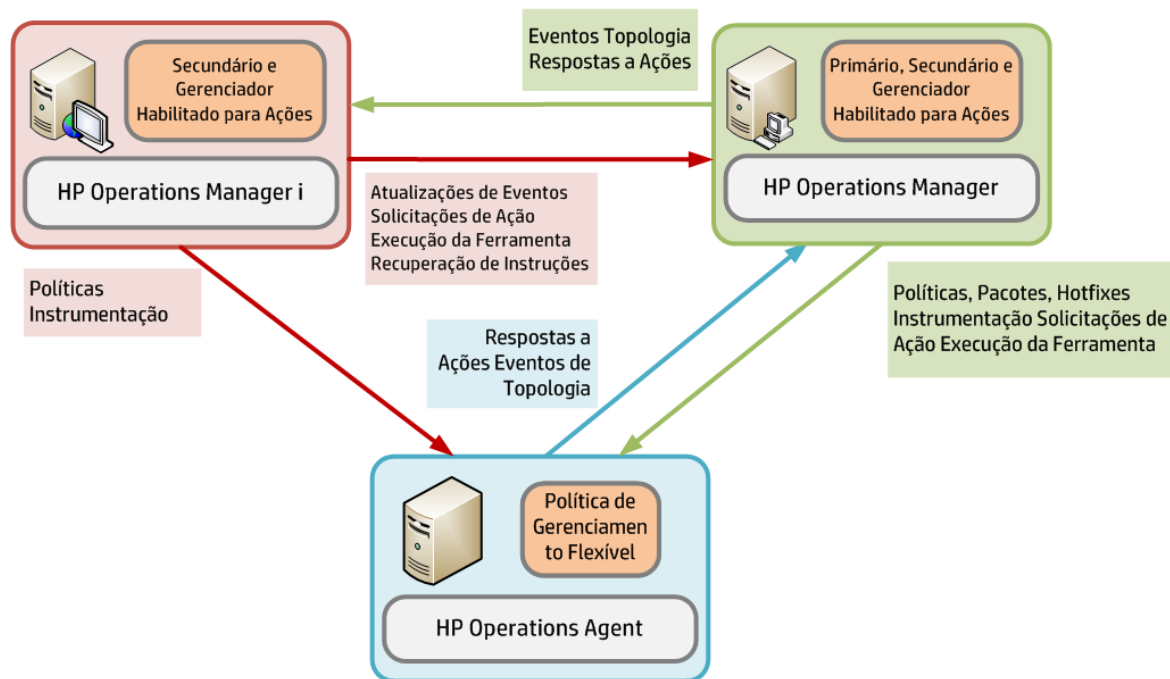 Secundário e
Gerenciador
Habilitado para Ações
HP Operations Manager i
Eventos Topologia
Respostas a Ações
Primário, Secundário e
Gerenciador
Habilitado para Ações
HP Operations Manager
Atualizações de Eventos
Solicitações de Ação
Execução da Ferramenta
Recuperação de Instruções
Políticas
Instrumentação
Respostas a
Ações Eventos de
Topologia
Políticas, Pacotes, Hotfixes
Instrumentação Solicitações de
Ação Execução da Ferramenta
Política de
Gerenciamen
to Flexível
HP Operations Agent